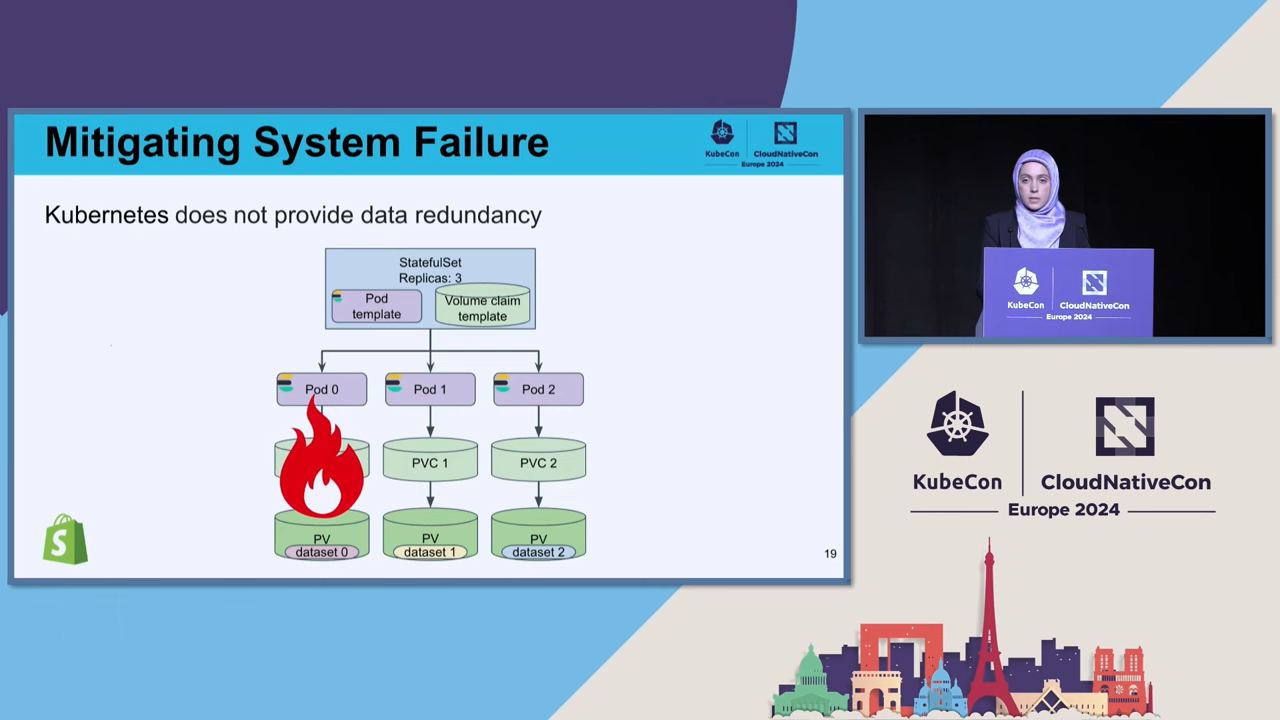 Mitigating System Failure
KubeCon
CloudNativeCon
Europe 2024
Kubernetes does not provide data redundancy
StatefulSet
Replicas: 3
Pod
template
Volume claim
template
Pod 0
Pod 1
Pod 2
PVC 1
PVC 2
PV
dataset 0
PV
dataset 1
PV
dataset 2
S
19
KubeCon
CloudNativeCon
Europe 2024
KubeCon
CloudNativeCon
Europe 2024